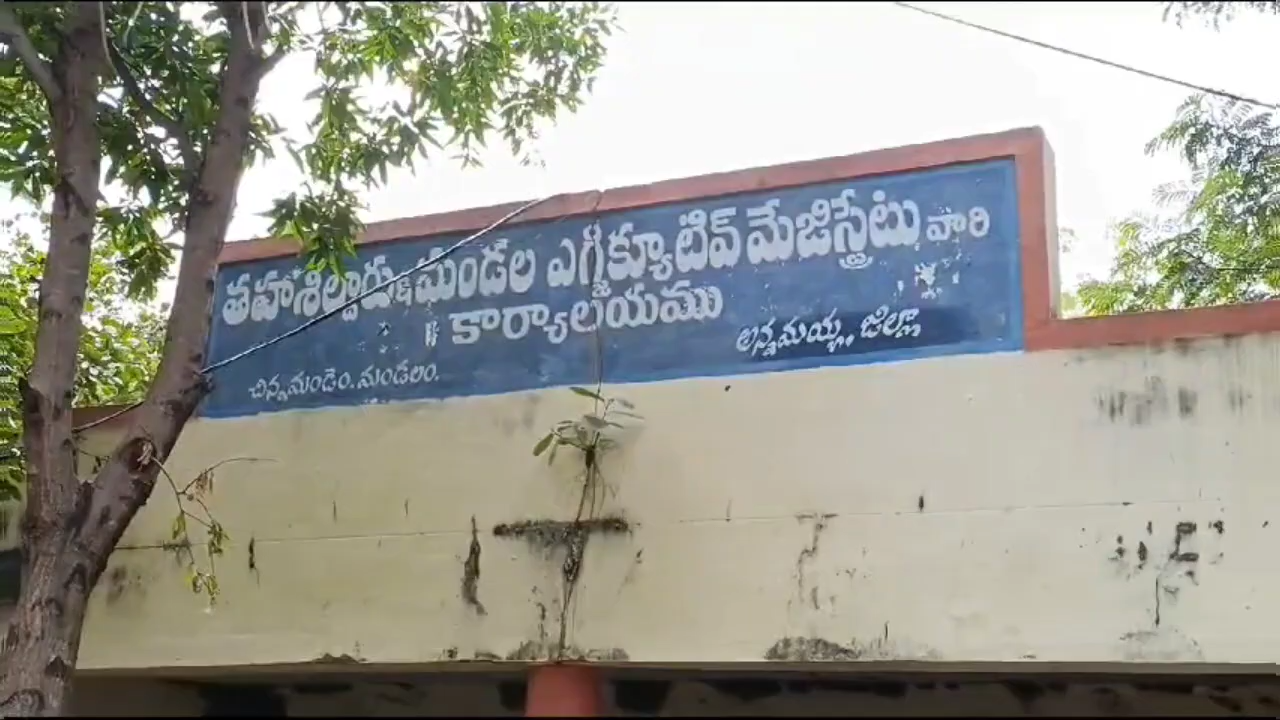 తహాశిల్దారు & మండల ఎగ్జిక్యూటివ్ మేజిస్ట్రేటు వారి
కార్యాలయము
చిన్నమండెం. మండలం.
అన్నమయ్య, జిల్లా